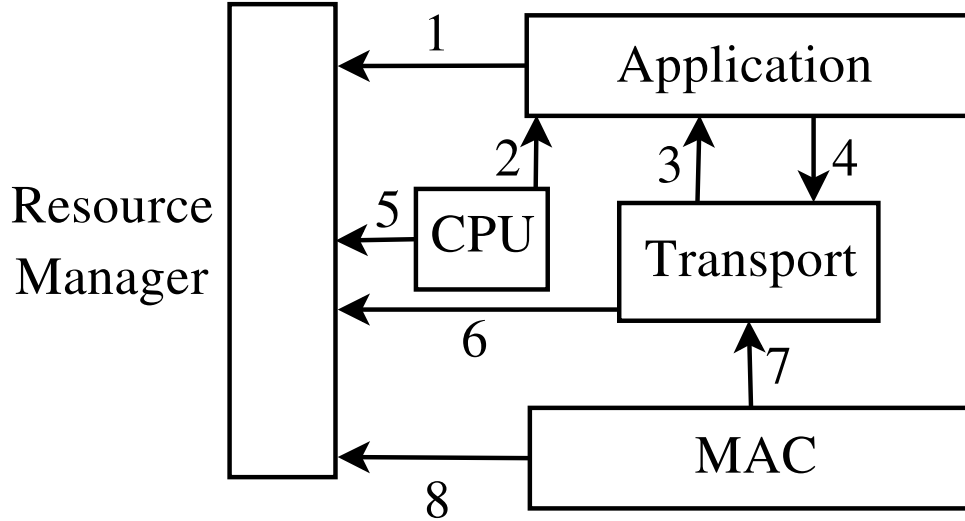 1
Application
2
3
4
Resource
Manager
5
CPU
Transport
6
7
MAC
8